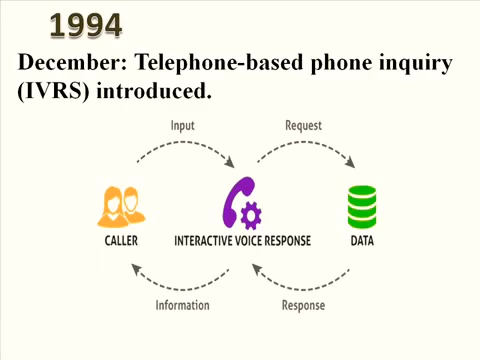 1994
December: Telephone-based phone inquiry
(IVRS) introduced.
Input
Request
CALLER
INTERACTIVE VOICE RESPONSE
DATA
Information
Response